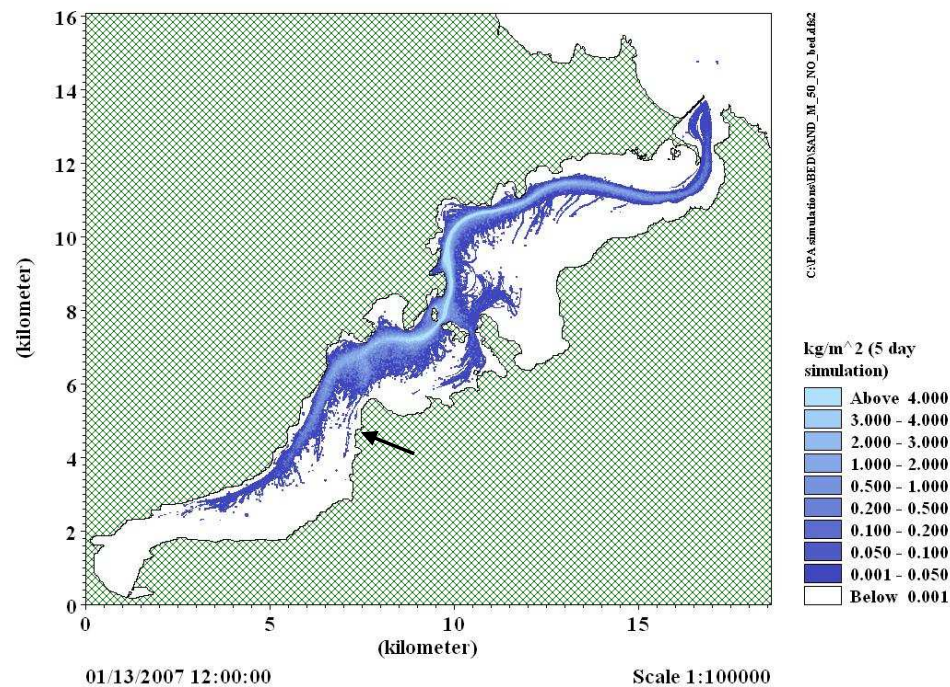 16
14
12
10
8
6
4
2
0
(kilometer)
0 5 10 15
(kilometer)
01/13/2007 12:00:00
Scale 1:100000
C:\PA simulations\BED\SAND_M_50_NO_bed.dfs2
kg/m^2 (5 day
simulation)
Above 4.000
3.000 - 4.000
2.000 - 3.000
1.000 - 2.000
0.500 - 1.000
0.200 - 0.500
0.100 - 0.200
0.050 - 0.100
0.001 - 0.050
Below 0.001